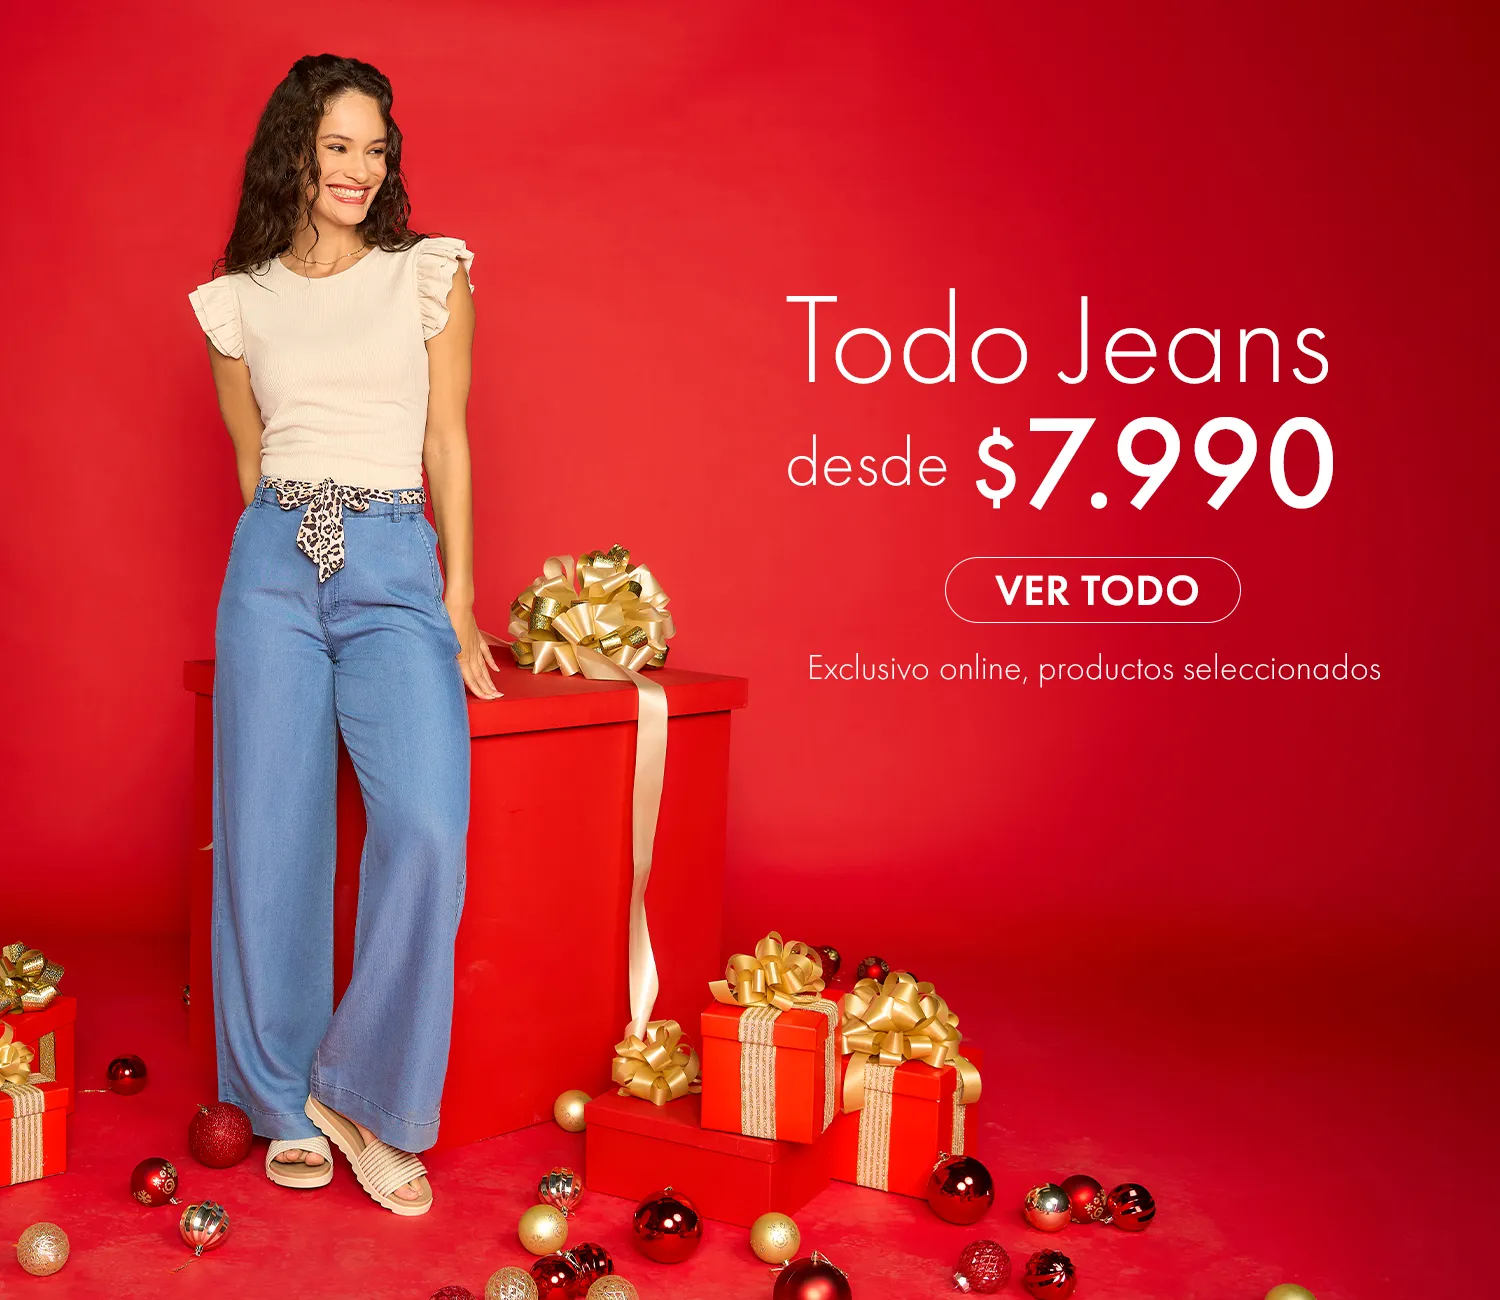 Todo Jeans
desde $7.990
VER TODO
Exclusivo online, productos seleccionados